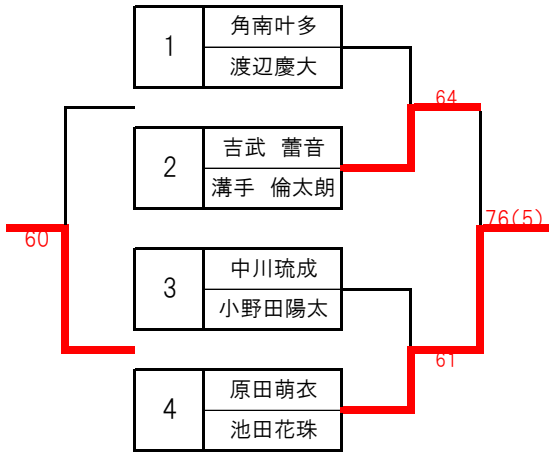 1
角南叶多
渡辺慶大
64
2
吉武 蕾音
溝手 倫太朗
60
76(5)
3
中川琉成
小野田陽太
61
4
原田萌衣
池田花珠